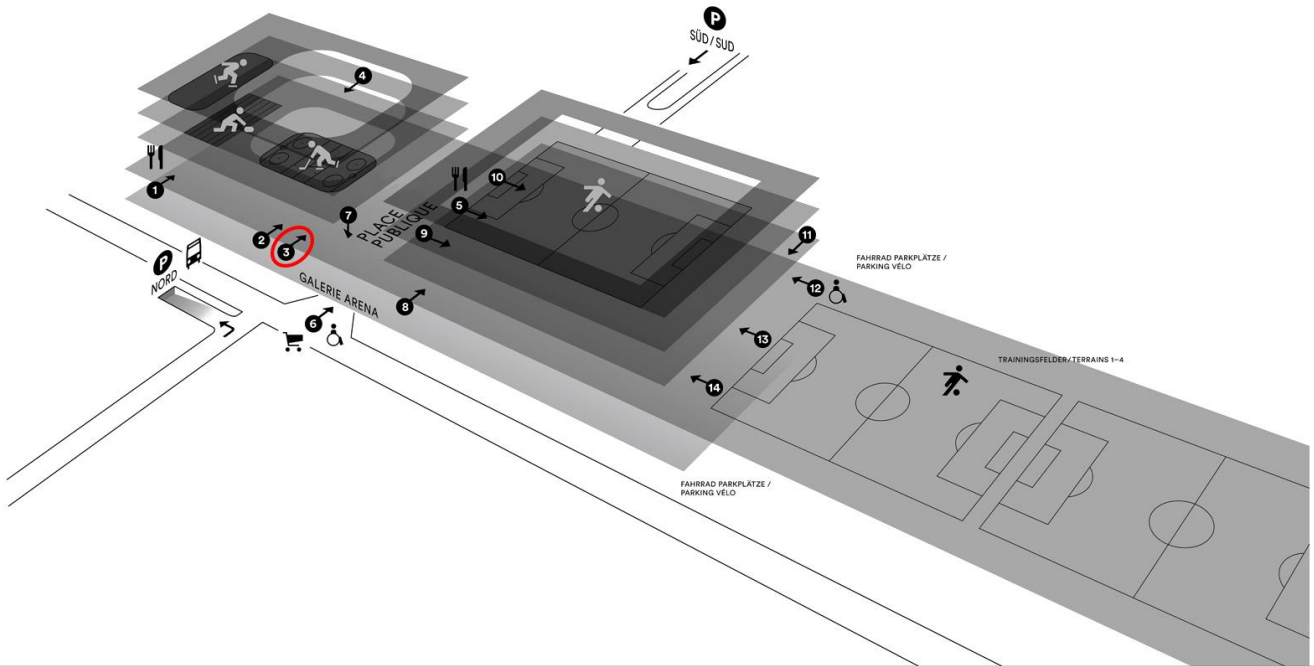 P
SÜD / SUD
4
1
10
7
5
PLACE
PUBLIQUE
2
3
9
11
P
NORD
GALERIE ARENA
FAHRRAD PARKPLÄTZE /
PARKING VÉLO
12
8
6
13
TRAININGSFELDER/TERRAINS 1–4
14
FAHRRAD PARKPLÄTZE /
PARKING VÉLO